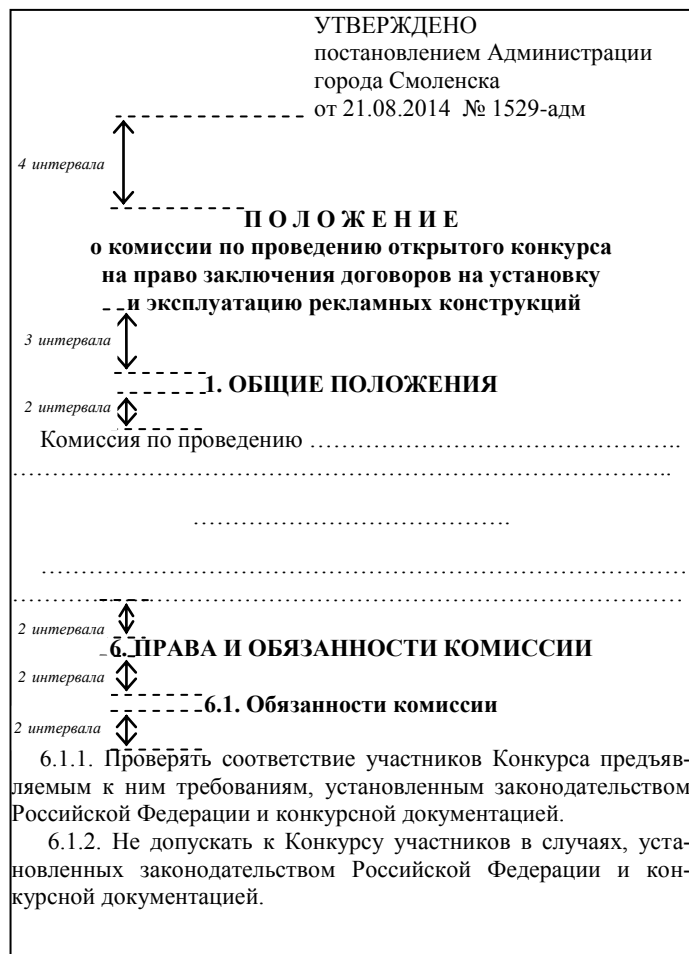 УТВЕРЖДЕНО
постановлением Администрации
города Смоленска
от 21.08.2014 № 1529-адм
4 интервала
П О Л О Ж Е Н И Е
о комиссии по проведению открытого конкурса
на право заключения договоров на установку
и эксплуатацию рекламных конструкций
3 интервала
1. ОБЩИЕ ПОЛОЖЕНИЯ
2 интервала
Комиссия по проведению …………………………………………..
………………………………………………………………………..
………………………………….
………………………………………………………………………
…………………………………………………………………………
2 интервала
6. ПРАВА И ОБЯЗАННОСТИ КОМИССИИ
2 интервала
6.1. Обязанности комиссии
2 интервала
6.1.1. Проверять соответствие участников Конкурса предъяв-
ляемым к ним требованиям, установленным законодательством
Российской Федерации и конкурсной документацией.
6.1.2. Не допускать к Конкурсу участников в случаях, уста-
новленных законодательством Российской Федерации и кон-
курсной документацией.